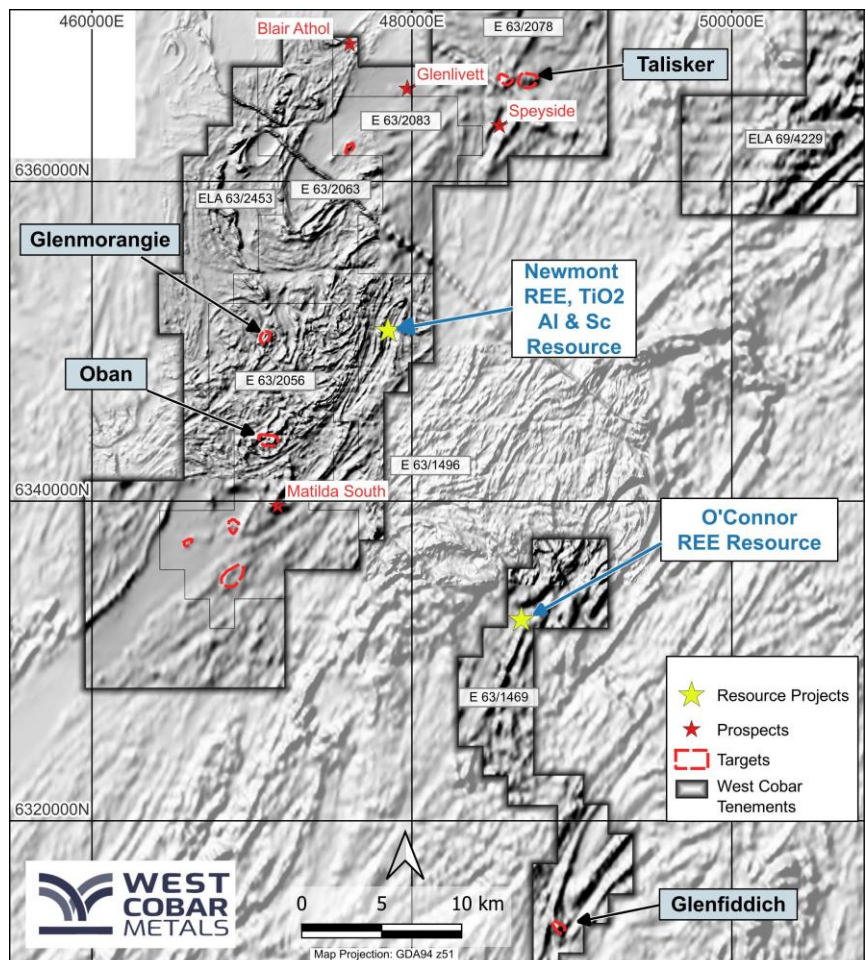 460000E
480000E
500000E
Blair Athol
E 63/2078
Talisker
Glenlivett
E 63/2083
Speyside
ELA 69/4229
6360000N
ELA 63/2453
E 63/2063
Glenmorangie
Newmont
REE, TiO2
Al & Sc
Resource
Oban
E 63/2056
E 63/1496
6340000N
Matilda South
O'Connor
REE Resource
E 63/1469
Resource Projects
Prospects
Targets
West Cobar
Tenements
6320000N
WEST
COBAR
METALS
0 5 10 km
Map Projection: GDA94 z51
Glenfiddich